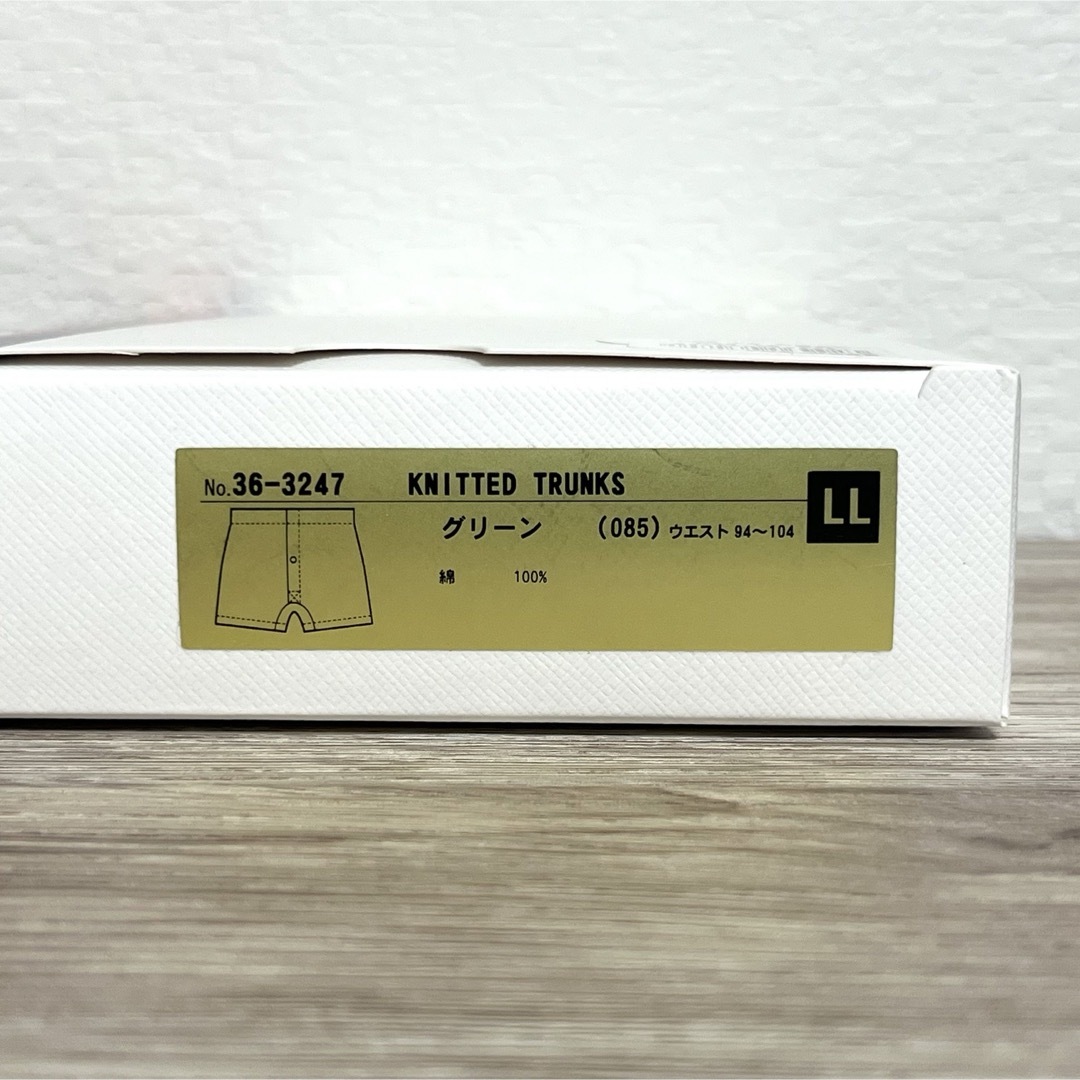 No.36-3247 KNITTED TRUNKS
グリーン (085) ウエスト 94〜104 LL
綿 100%